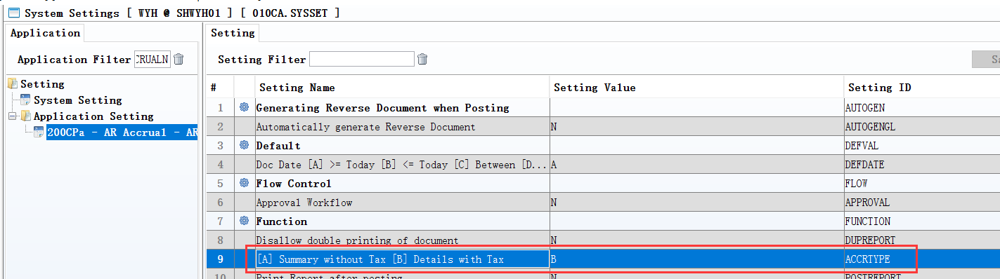 System Settings [ WYH @ SHWYH01 ] [ 010CA.SYSSET ]
Application
Setting
Application Filter CRUALN
Setting Filter
Setting
System Setting
Application Setting
200CPa - AR Accrual - AR
# Setting Name Setting Value Setting ID
1 Generating Reverse Document when Posting AUTOGEN
2 Automatically generate Reverse Document N AUTOGENGL
3 Default DEFVAL
4 Doc Date [A] >= Today [B] <= Today [C] Between [D... A DEFDATE
5 Flow Control FLOW
6 Approval Workflow N APPROVAL
7 Function FUNCTION
8 Disallow double printing of document N DUPREPORT
9 [A] Summary without Tax [B] Details with Tax B ACCRTYPE
10 Print Report after posting N POSTREPORT